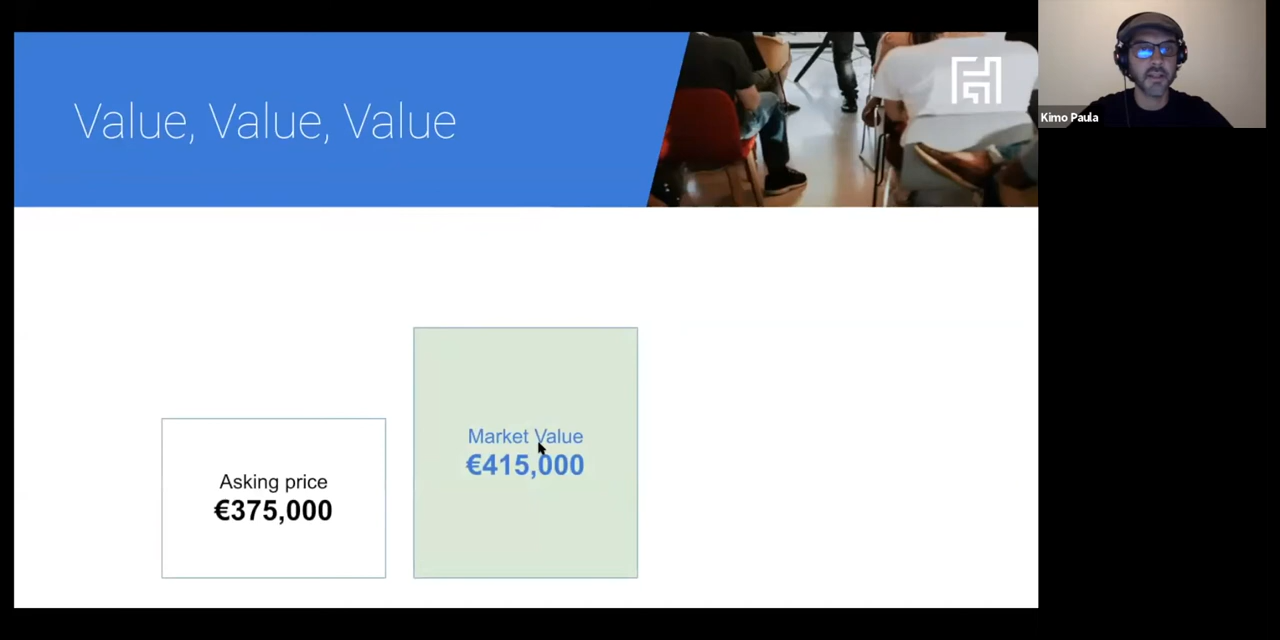 Value, Value, Value
Kimo Paula
Market Value
€415,000
Asking price
€375,000